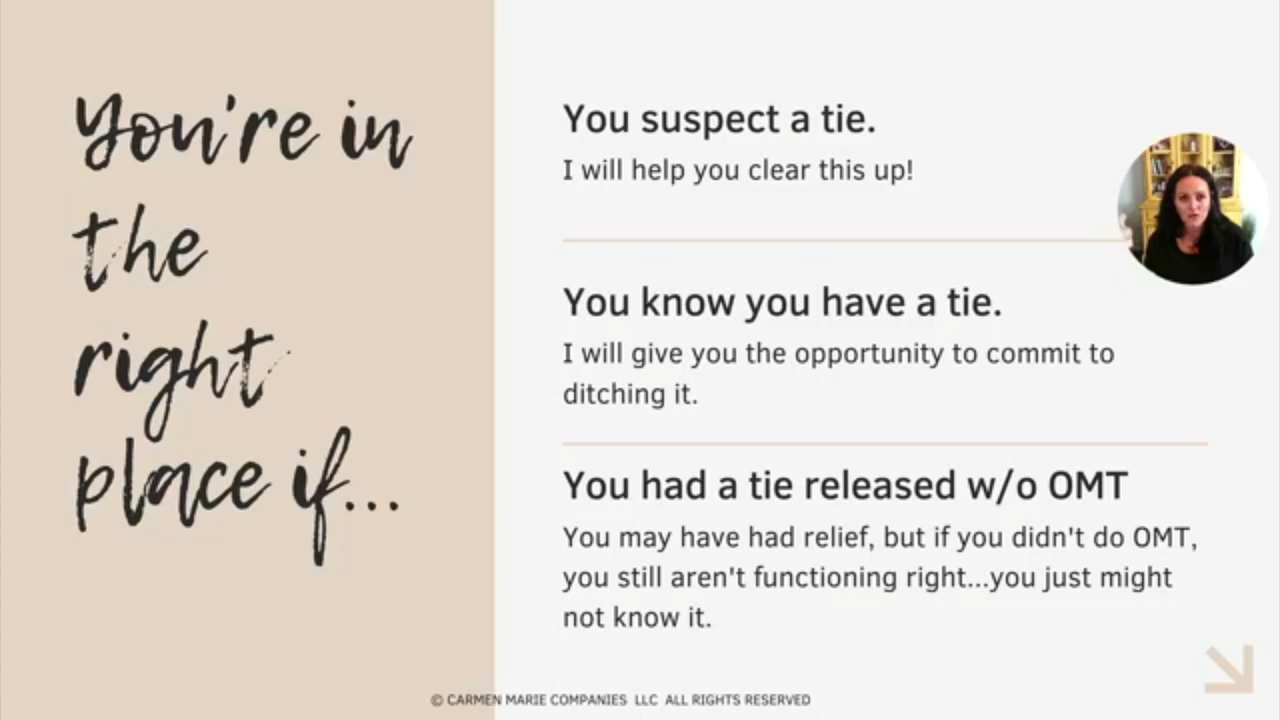 You're in
the
right
place if...
You suspect a tie.
I will help you clear this up!
You know you have a tie.
I will give you the opportunity to commit to
ditching it.
You had a tie released w/o OMT
You may have had relief, but if you didn't do OMT,
you still aren't functioning right...you just might
not know it.
© CARMEN MARIE COMPANIES LLC ALL RIGHTS RESERVED